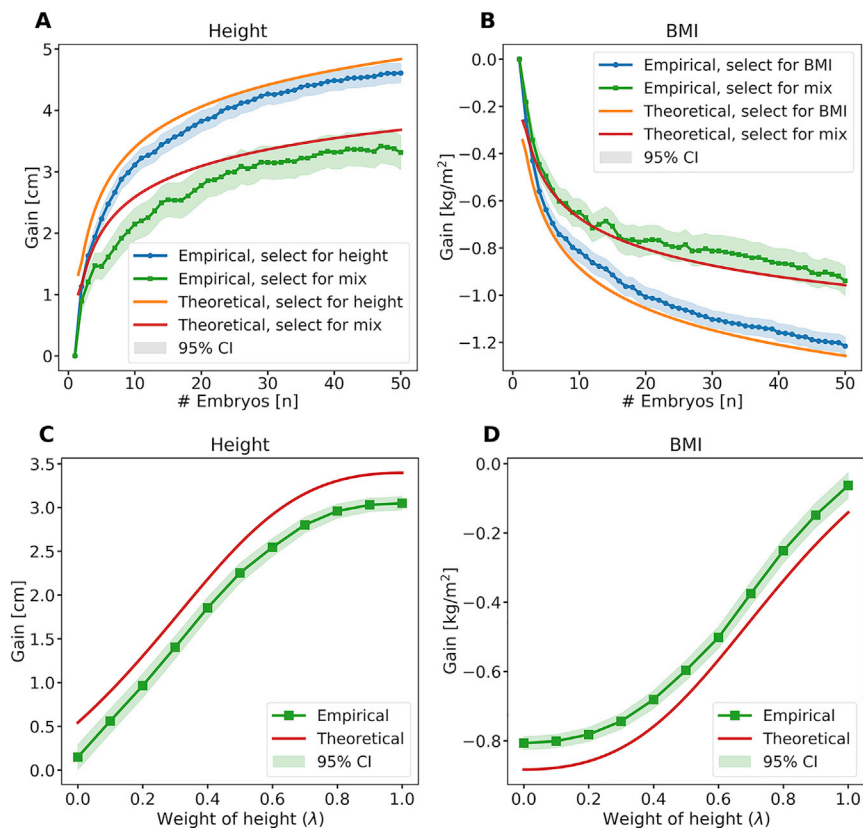 A
Height
5
4
3
2
1
0
Gain [cm]
0
10
20
30
40
50
# Embryos [n]
Empirical, select for height
Empirical, select for mix
Theoretical, select for height
Theoretical, select for mix
95% CI
B
BMI
0.0
−0.2
−0.4
−0.6
−0.8
−1.0
−1.2
Gain [kg/m²]
0
10
20
30
40
50
# Embryos [n]
Empirical, select for BMI
Empirical, select for mix
Theoretical, select for BMI
Theoretical, select for mix
95% CI
C
Height
3.5
3.0
2.5
2.0
1.5
1.0
0.5
0.0
Gain [cm]
0.0
0.2
0.4
0.6
0.8
1.0
Weight of height (λ)
Empirical
Theoretical
95% CI
D
BMI
0.0
−0.2
−0.4
−0.6
−0.8
Gain [kg/m²]
0.0
0.2
0.4
0.6
0.8
1.0
Weight of height (λ)
Empirical
Theoretical
95% CI